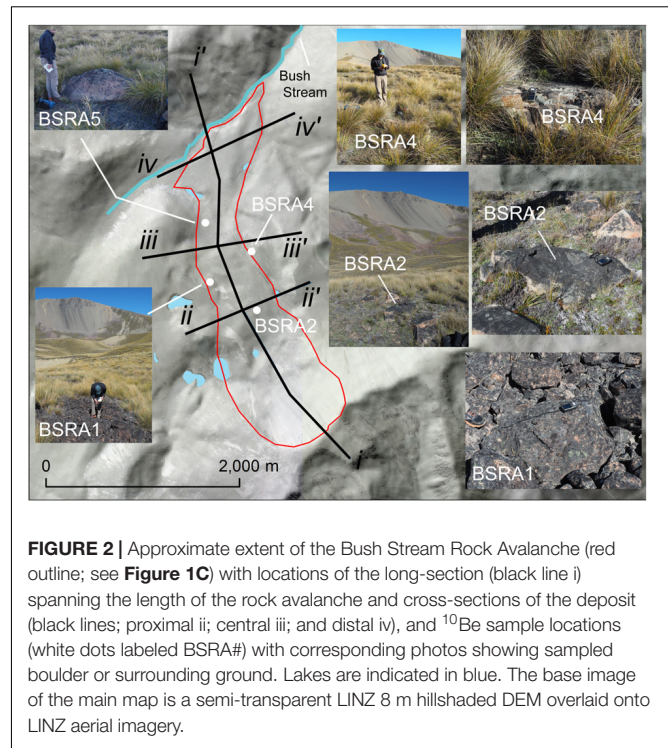 i'
Bush
Stream
BSRA5
iv'
iv
BSRA4
BSRA4
BSRA4
iii
iii'
BSRA2
BSRA2
ii'
ii
BSRA2
BSRA1
BSRA1
i
0 2,000 m
FIGURE 2 | Approximate extent of the Bush Stream Rock Avalanche (red
outline; see Figure 1C) with locations of the long-section (black line i)
spanning the length of the rock avalanche and cross-sections of the deposit
(black lines; proximal ii; central iii; and distal iv), and 10Be sample locations
(white dots labeled BSRA#) with corresponding photos showing sampled
boulder or surrounding ground. Lakes are indicated in blue. The base image
of the main map is a semi-transparent LINZ 8 m hillshaded DEM overlaid onto
LINZ aerial imagery.